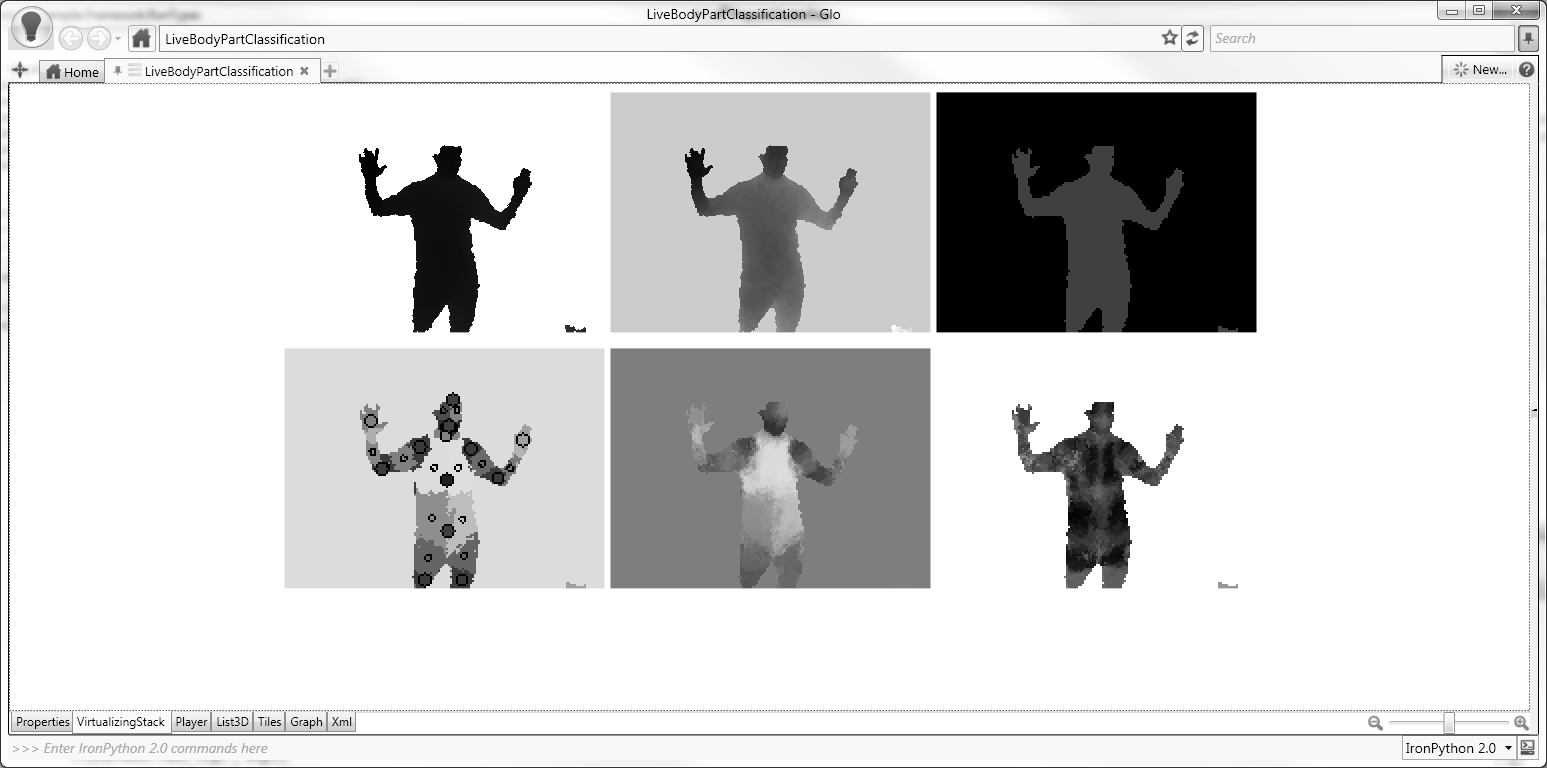 LiveBodyPartClassification - Glo
LiveBodyPartClassification
Search
Home
LiveBodyPartClassification
New...
Properties
VirtualizingStack
Player
List3D
Tiles
Graph
Xml
>>> Enter IronPython 2.0 commands here
IronPython 2.0